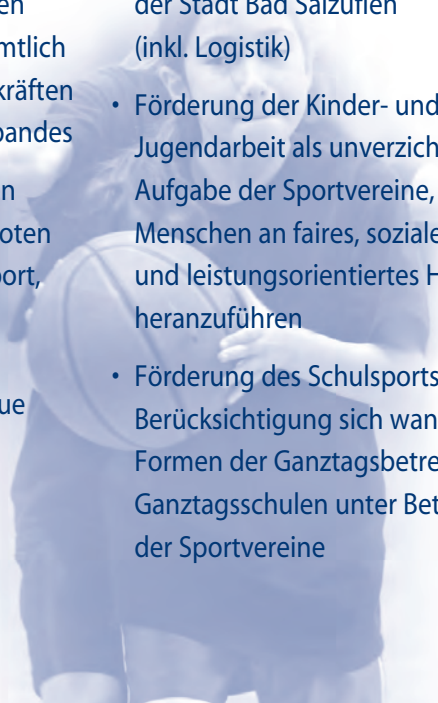 en
mtlich
kräften
bandes
n
oten
port,
ue
der Stadt Bad Salzuflen
(inkl. Logistik)
• Förderung der Kinder- und
Jugendarbeit als unverzich
Aufgabe der Sportvereine,
Menschen an faires, soziale
und leistungsorientiertes H
heranzuführen
• Förderung des Schulsports
Berücksichtigung sich wan
Formen der Ganztagsbetre
Ganztagsschulen unter Bet
der Sportvereine